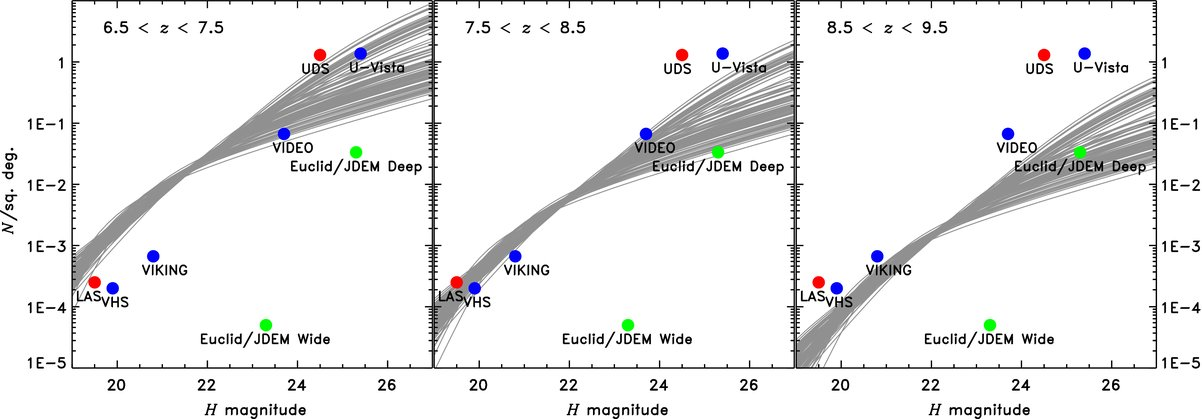 6.5 < z < 7.5
7.5 < z < 8.5
8.5 < z < 9.5
UDS
U-Vista
UDS
U-Vista
UDS
U-Vista
1
1
VIDEO
VIDEO
VIDEO
1E-1
1E-1
Euclid/JDEM Deep
Euclid/JDEM Deep
Euclid/JDEM Deep
N/sq. deg.
1E-2
1E-2
1E-3
1E-3
VIKING
VIKING
VIKING
LAS
VHS
LAS
VHS
LAS
VHS
1E-4
1E-4
Euclid/JDEM Wide
Euclid/JDEM Wide
Euclid/JDEM Wide
1E-5
1E-5
20 22 24 26
20 22 24 26
20 22 24 26
H magnitude
H magnitude
H magnitude